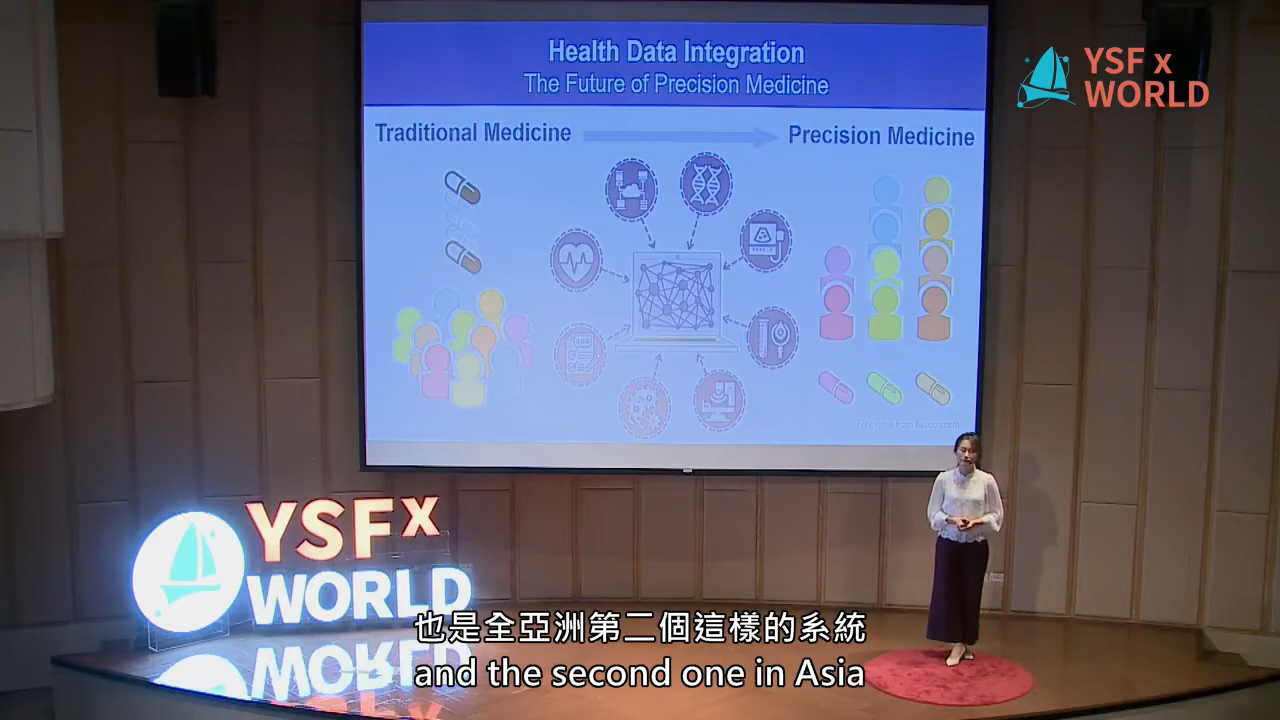 Health Data Integration
The Future of Precision Medicine
Traditional Medicine
Precision Medicine
YSF x
WORLD
YSFx
WORLD
也是全亞洲第二個這樣的系統
and the second one in Asia